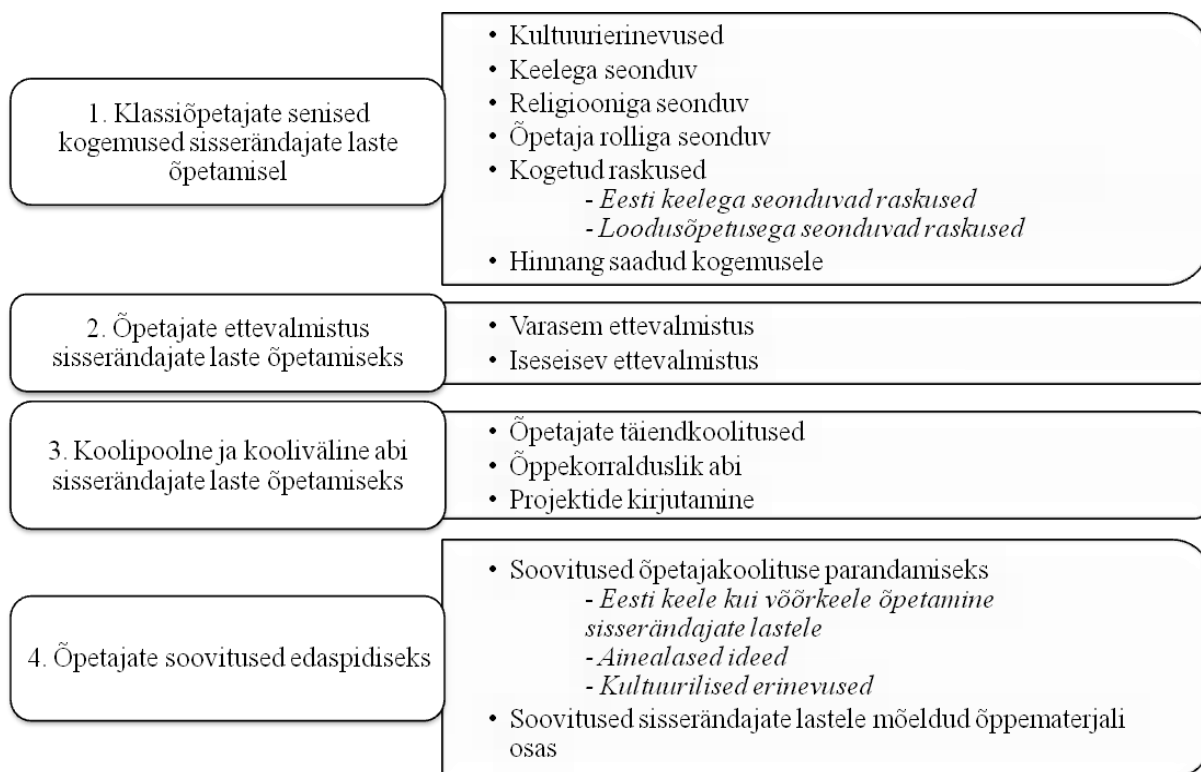 1. Klassiõpetajate senised
kogemused sisserändajate laste
õpetamisel
• Kultuurierinevused
• Keelega seonduv
• Religiooniga seonduv
• Õpetaja rolliga seonduv
• Kogetud raskused
- Eesti keelega seonduvad raskused
- Loodusõpetusega seonduvad raskused
• Hinnang saadud kogemusele
2. Õpetajate ettevalmistus
sisserändajate laste õpetamiseks
• Varasem ettevalmistus
• Iseseisev ettevalmistus
3. Koolipoolne ja kooliväline abi
sisserändajate laste õpetamiseks
• Õpetajate täiendkoolitused
• Õppekorralduslik abi
• Projektide kirjutamine
4. Õpetajate soovitused edaspidiseks
• Soovitused õpetajakoolituse parandamiseks
- Eesti keele kui võõrkeele õpetamine
sisserändajate lastele
- Ainealased ideed
- Kultuurilised erinevused
• Soovitused sisserändajate lastele mõeldud õppematerjali
osas